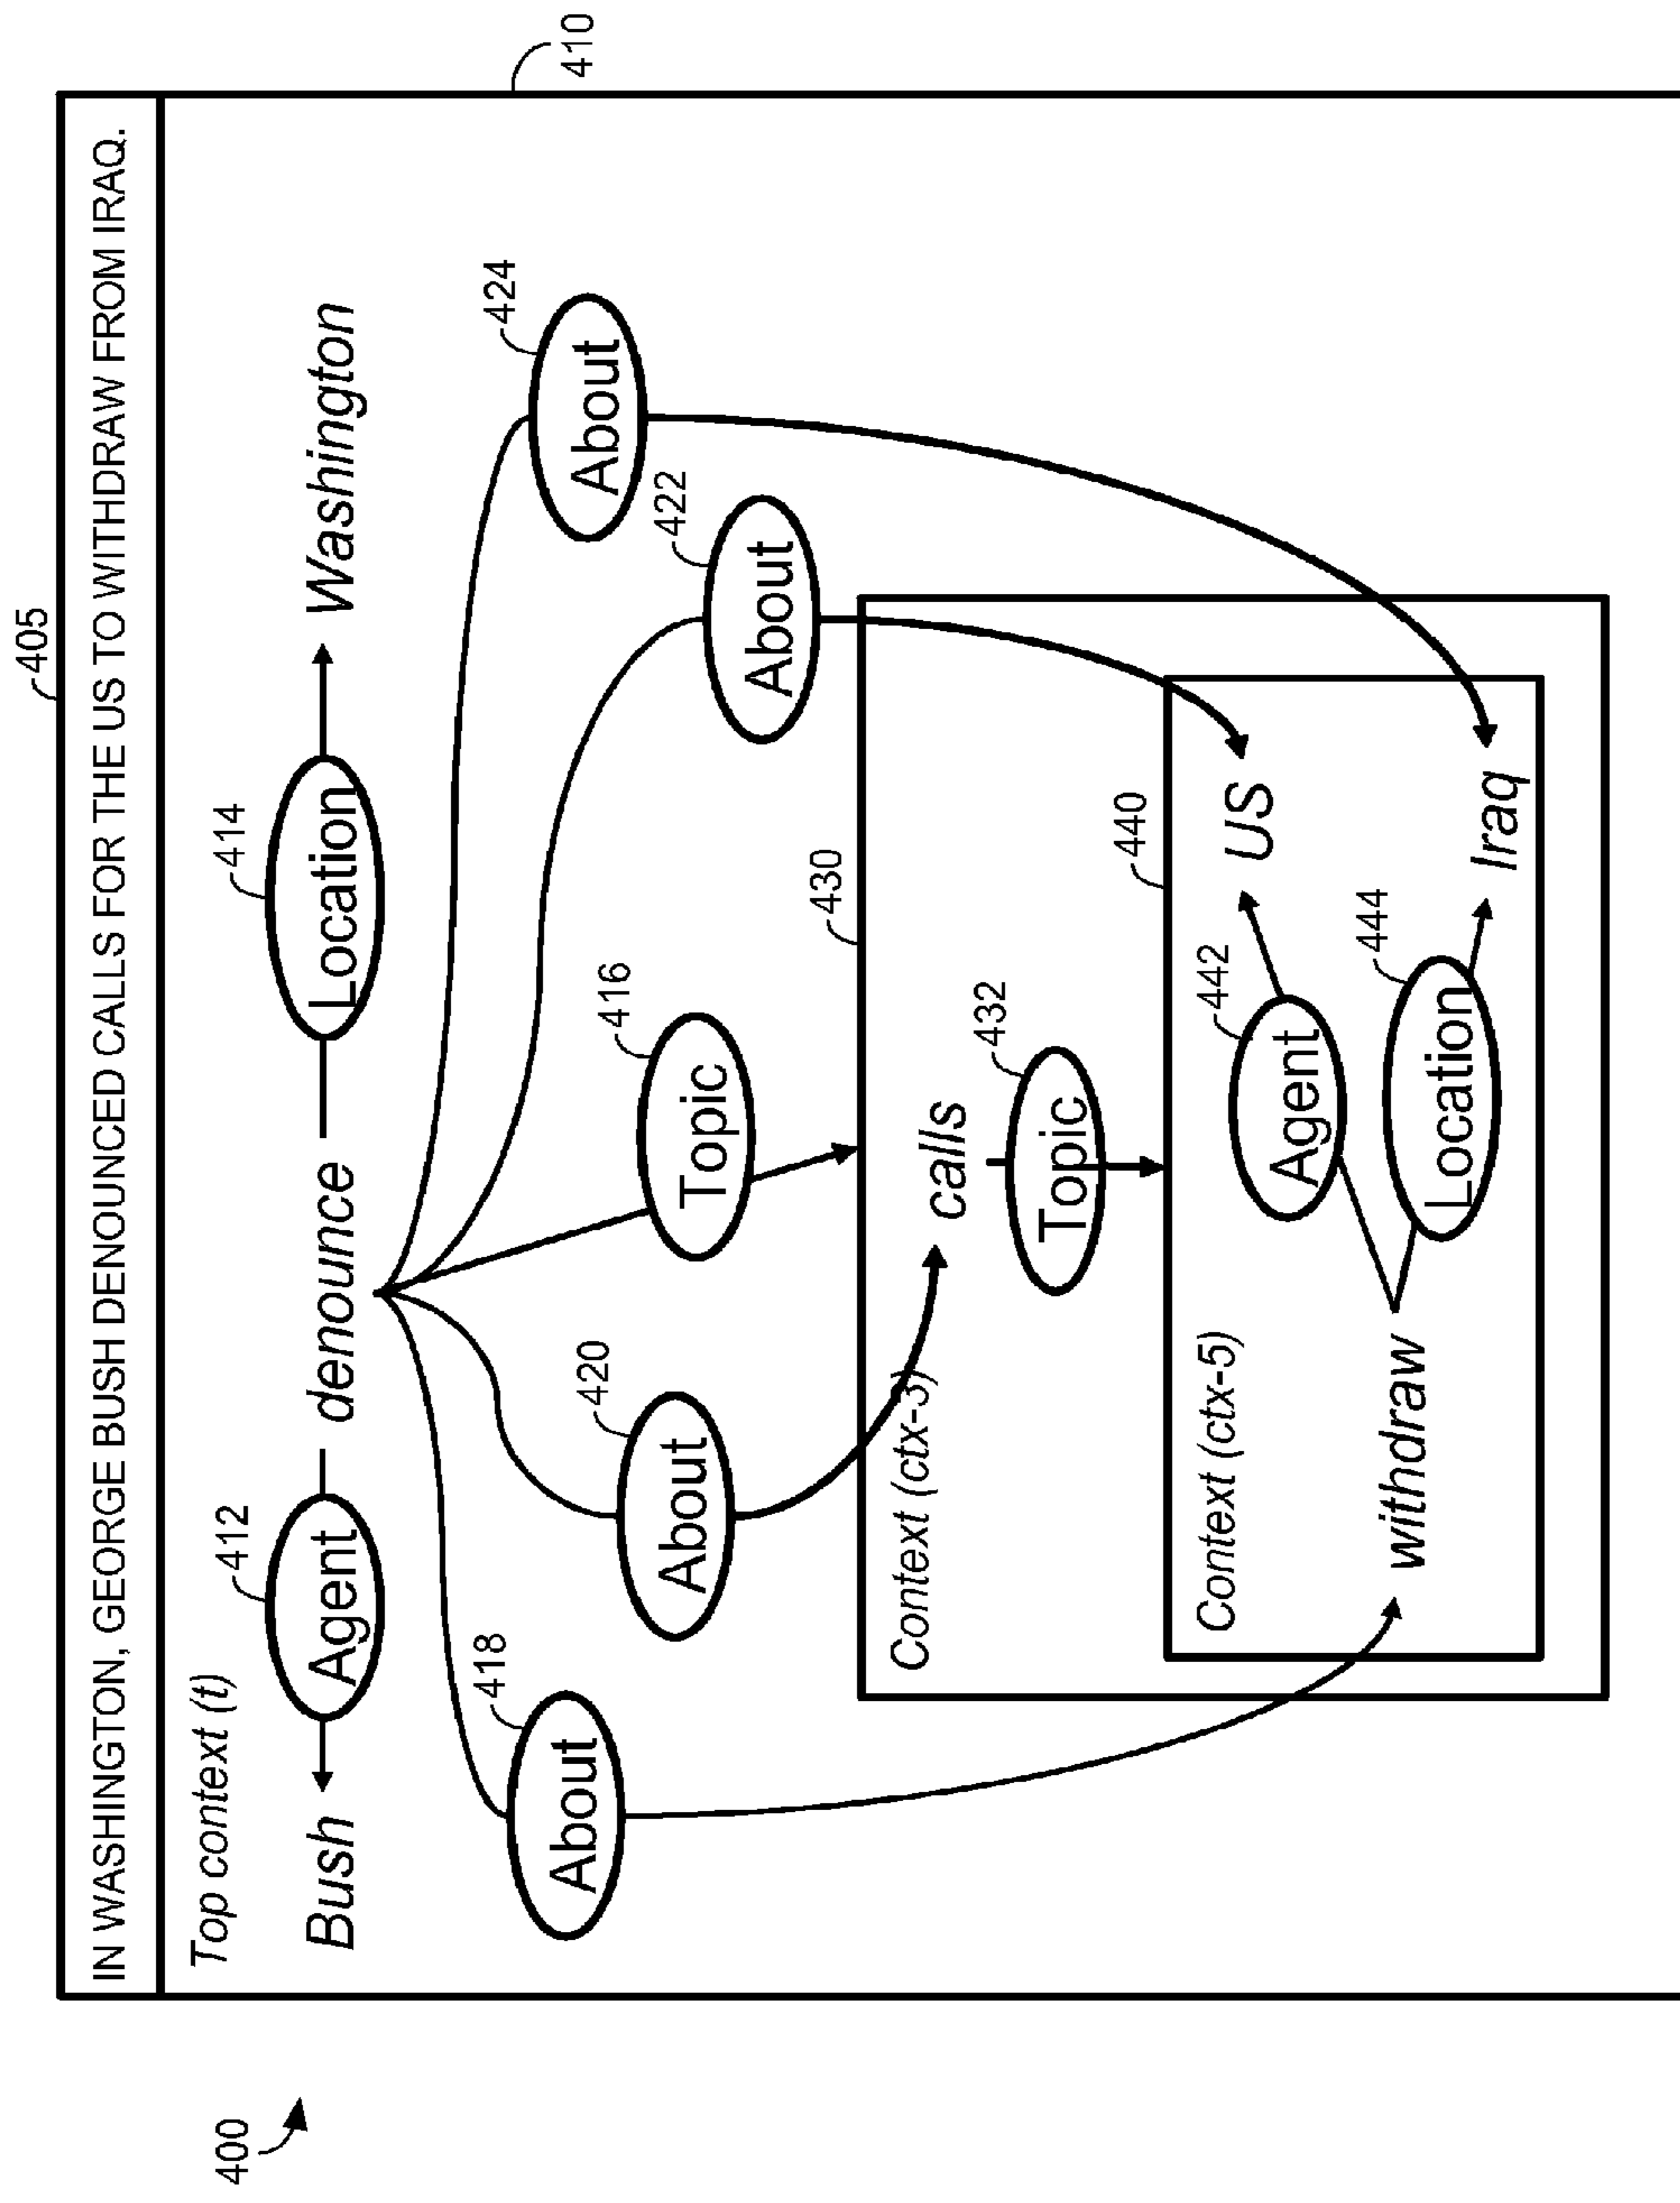 400
405
IN WASHINGTON, GEORGE BUSH DENOUNCED CALLS FOR THE US TO WITHDRAW FROM IRAQ.
410
Top context (t)
412
414
Bush Agent denounce Location Washington
418
420
416
422
424
About
About
Topic
About
About
430
Context (ctx-3)
calls
432
Topic
440
Context (ctx-5)
442
Agent
US
withdraw
444
Location
Iraq